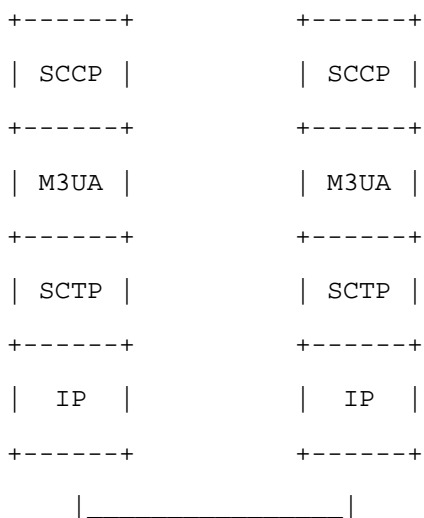 +------+ +------+
| SCCP | | SCCP |
+------+ +------+
| M3UA | | M3UA |
+------+ +------+
| SCTP | | SCTP |
+------+ +------+
| IP | | IP |
+------+ +------+
|________________|